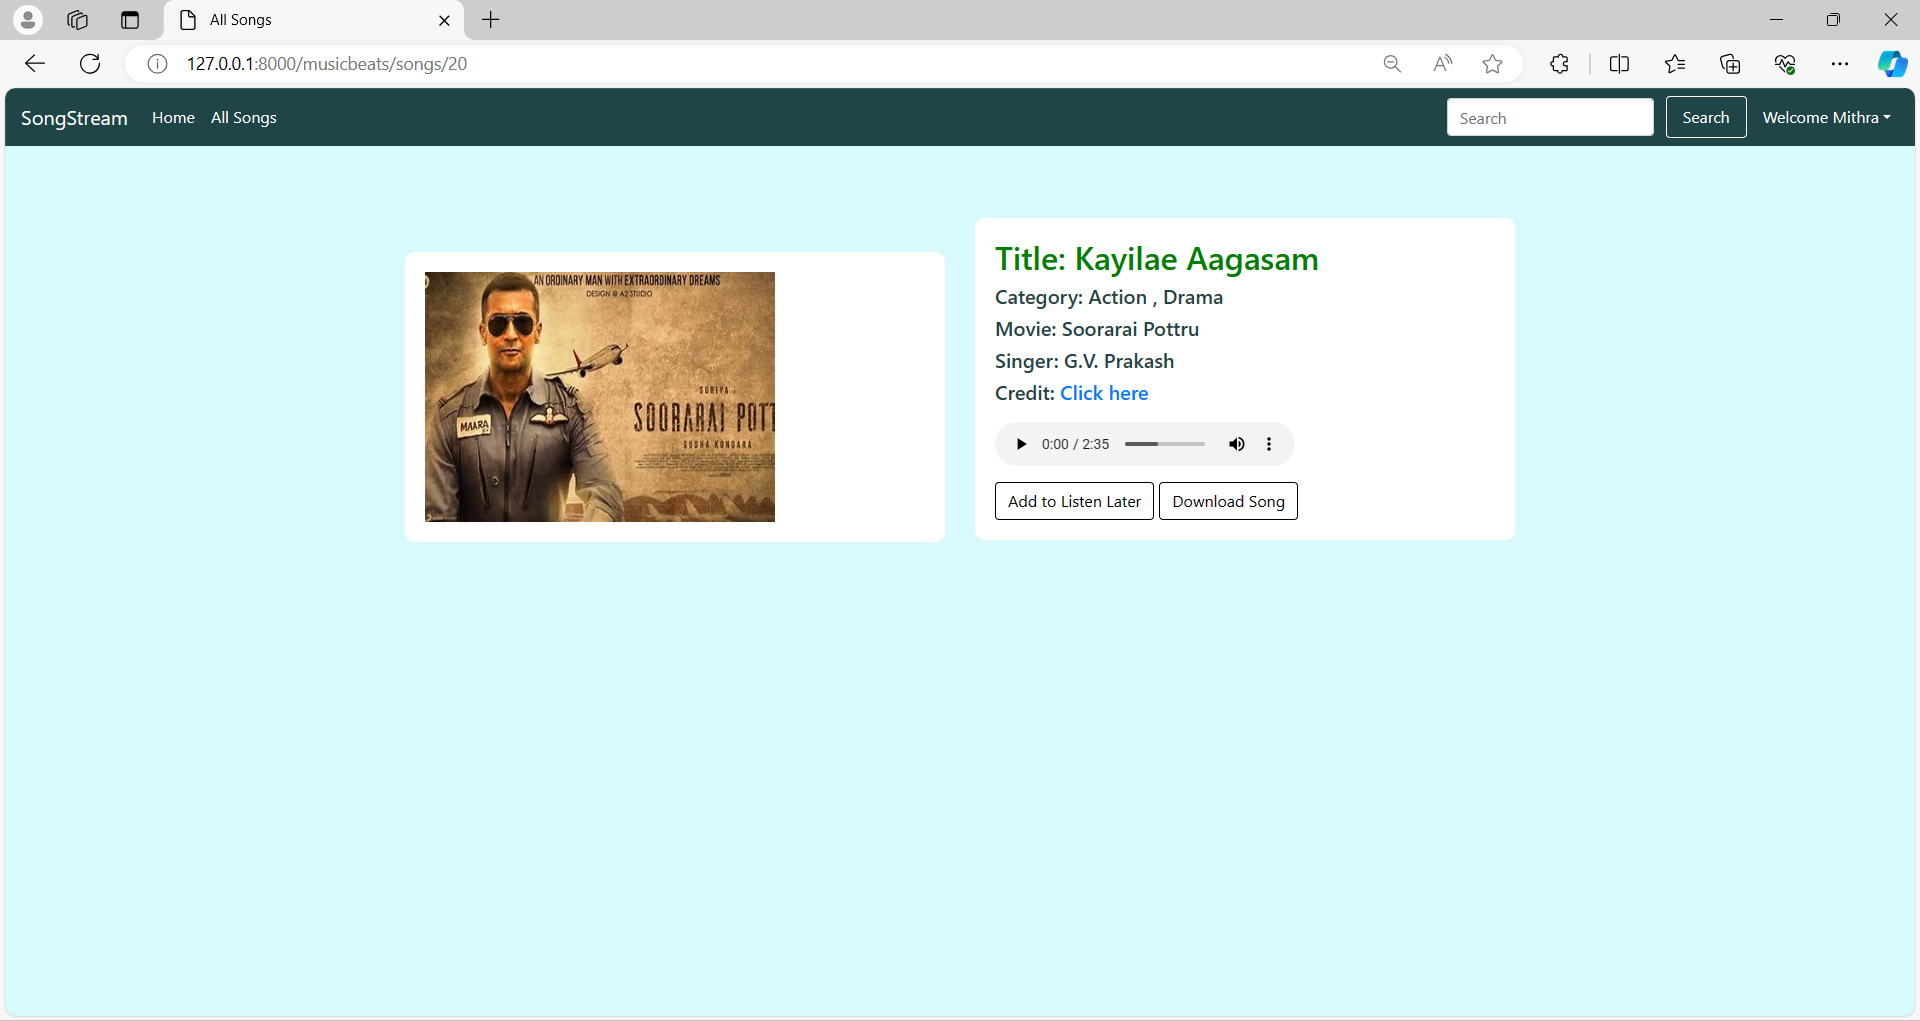 All Songs
127.0.0.1:8000/musicbeats/songs/20
SongStream Home All Songs Search Search Welcome Mithra
AN ORDINARY MAN WITH EXTRAORDINARY DREAMS
DESIGN @ A2 STUDIO
SURIYA
SOORARAI POTT
SUDHA KONGARA
MAARA
Title: Kayilae Aagasam
Category: Action , Drama
Movie: Soorarai Pottru
Singer: G.V. Prakash
Credit: Click here
0:00 / 2:35
Add to Listen Later Download Song